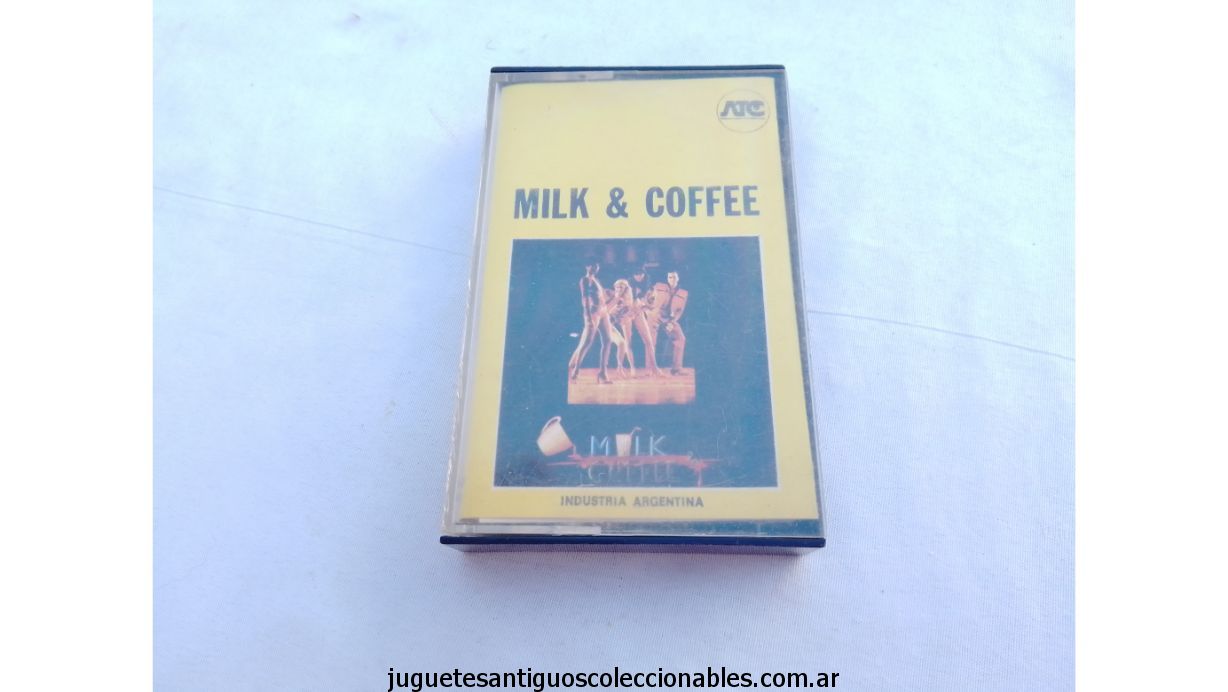 ATC
MILK & COFFEE
MILK
COFFEE
INDUSTRIA ARGENTINA
juguetesantiguoscoleccionables.com.ar